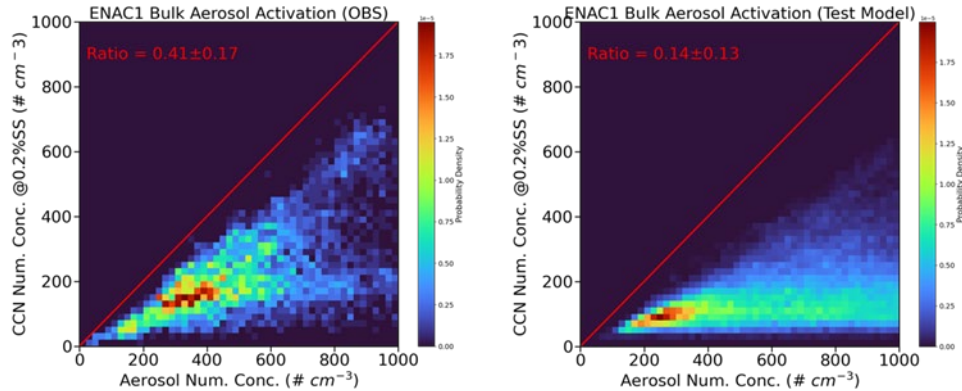 ENAC1 Bulk Aerosol Activation (OBS)
Ratio = 0.41±0.17
CCN Num. Conc. @0.2%SS (# cm⁻ 3)
1000
800
600
400
200
0
0 200 400 600 800 1000
Aerosol Num. Conc. (# cm⁻³)
1e−5
1.75
1.50
1.25
1.00
0.75
0.50
0.25
0.00
Probability Density
ENAC1 Bulk Aerosol Activation (Test Model)
Ratio = 0.14±0.13
CCN Num. Conc. @0.2%SS (# cm⁻ 3)
1000
800
600
400
200
0
0 200 400 600 800 1000
Aerosol Num. Conc. (# cm⁻³)
1e−5
1.75
1.50
1.25
1.00
0.75
0.50
0.25
0.00
Probability Density